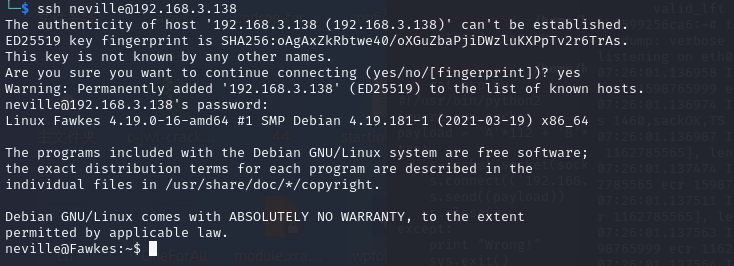 └─$ ssh neville@192.168.3.138
The authenticity of host '192.168.3.138 (192.168.3.138)' can't be established.
ED25519 key fingerprint is SHA256:oAgAxZkRbtwe40/oXGuZbaPjiDWzluKXPpTv2r6TrAs.
This key is not known by any other names.
Are you sure you want to continue connecting (yes/no/[fingerprint])? yes
Warning: Permanently added '192.168.3.138' (ED25519) to the list of known hosts.
neville@192.168.3.138's password:
Linux Fawkes 4.19.0-16-amd64 #1 SMP Debian 4.19.181-1 (2021-03-19) x86_64

The programs included with the Debian GNU/Linux system are free software;
the exact distribution terms for each program are described in the
individual files in /usr/share/doc/*/copyright.

Debian GNU/Linux comes with ABSOLUTELY NO WARRANTY, to the extent
permitted by applicable law.
neville@Fawkes:~$